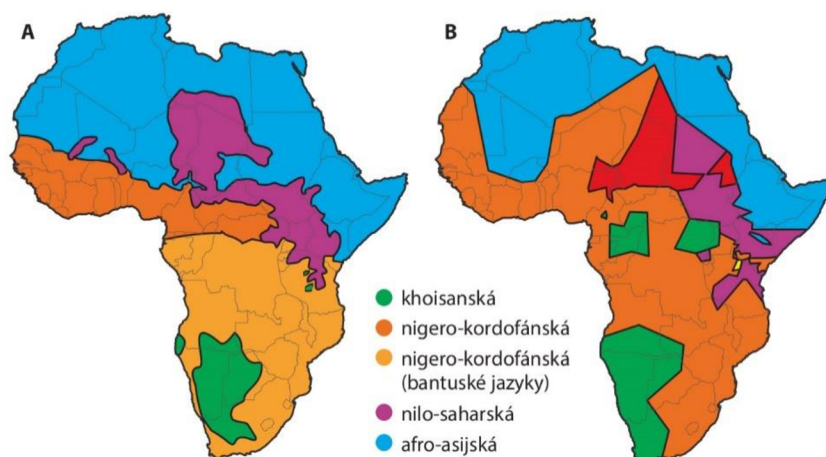 A
B
khoisanská
nigero-kordofánská
nigero-kordofánská
(bantuské jazyky)
nilo-saharská
afro-asijská